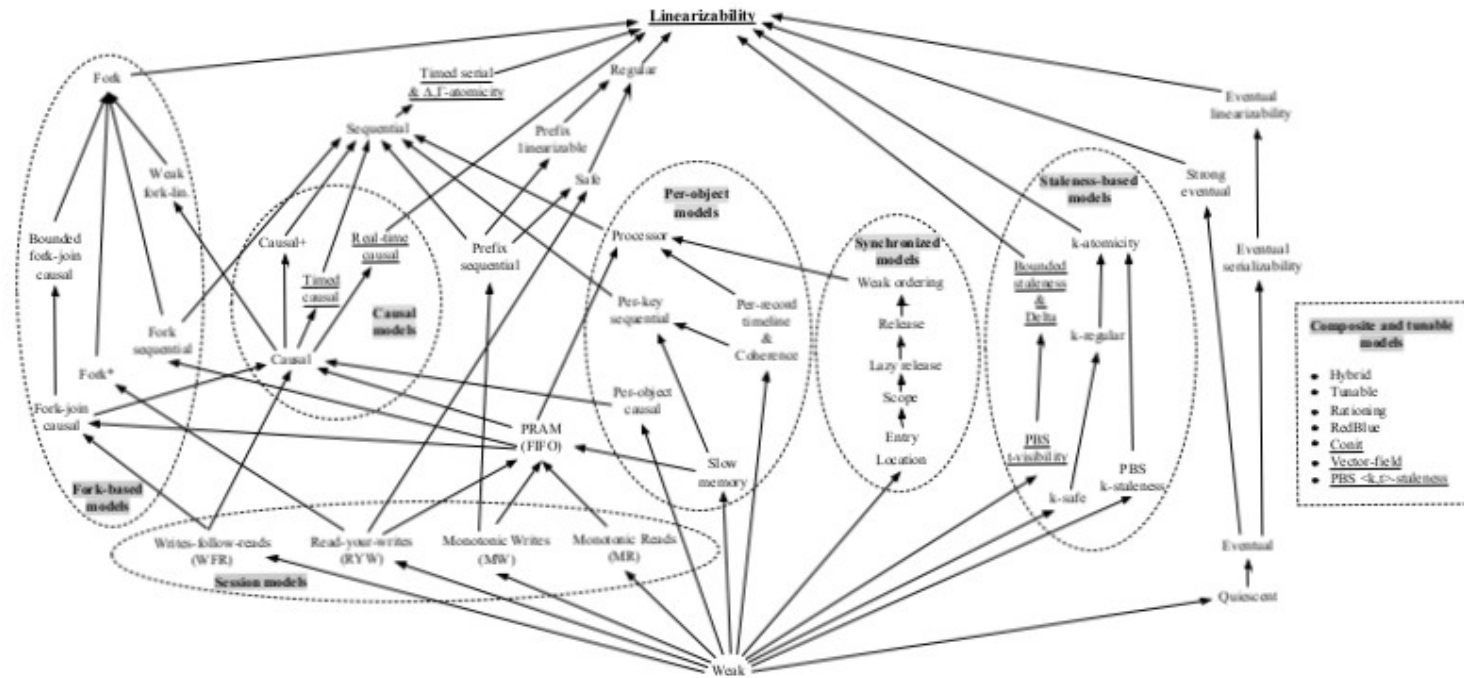 Linearizability
Fork
Timed serial
& Δ,Γ-atomicity
Regular
Eventual
linearizability
Sequential
Prefix
linearizable
Weak
fork-lin.
Safe
Strong
eventual
Per-object
models
Staleness-based
models
Bounded
fork-join
causal
Causal+
Real-time
causal
Prefix
sequential
Processor
Synchronized
models
k-atomicity
Eventual
serializability
Timed
causal
Weak ordering
Bounded
staleness
&
Delta
Causal
models
Per-key
sequential
Per-record
timeline
&
Coherence
Release
k-regular
Composite and tunable
models
Fork
sequential
Causal
Fork*
Lazy release
Hybrid
Tunable
Rationing
RedBlue
Conit
Vector-field
PBS <k,t>-staleness
Fork-join
causal
Per-object
causal
Scope
PRAM
(FIFO)
Entry
Location
PBS
t-visibility
Slow
memory
k-safe
PBS
k-staleness
Fork-based
models
Writes-follow-reads
(WFR)
Read-your-writes
(RYW)
Monotonic Writes
(MW)
Monotonic Reads
(MR)
Eventual
Session models
Quiescent
Weak